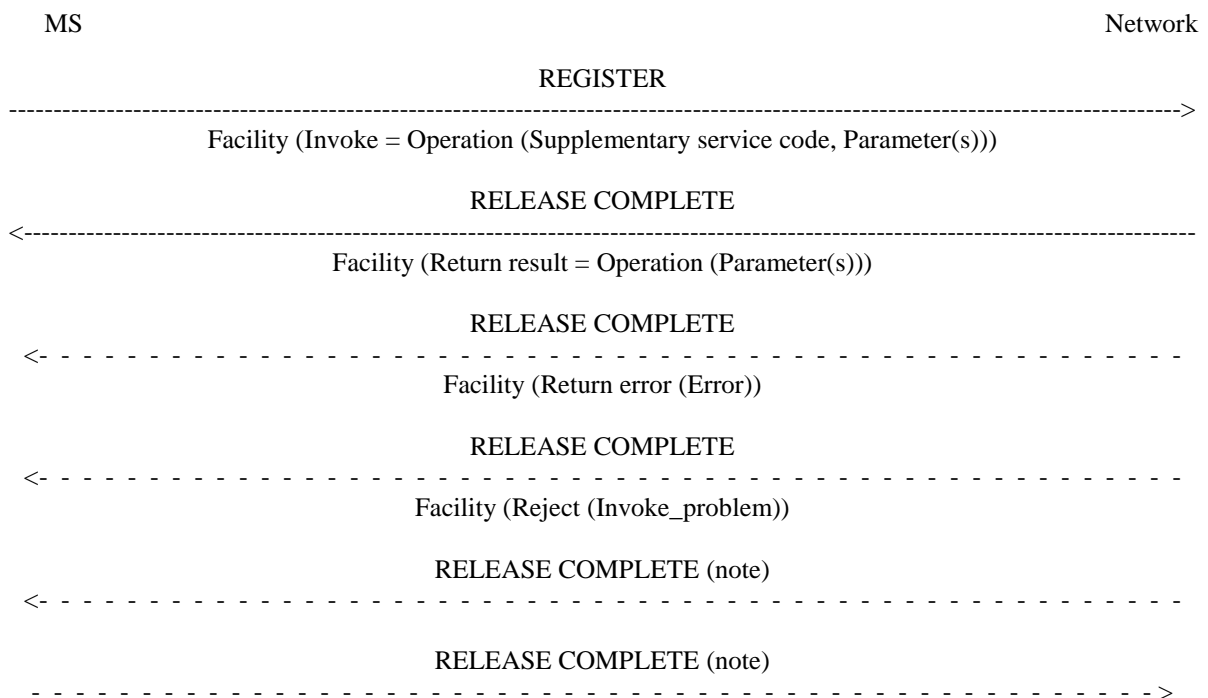 MS Network
REGISTER
Facility (Invoke = Operation (Supplementary service code, Parameter(s)))
RELEASE COMPLETE
Facility (Return result = Operation (Parameter(s)))
RELEASE COMPLETE
Facility (Return error (Error))
RELEASE COMPLETE
Facility (Reject (Invoke_problem))
RELEASE COMPLETE (note)
RELEASE COMPLETE (note)